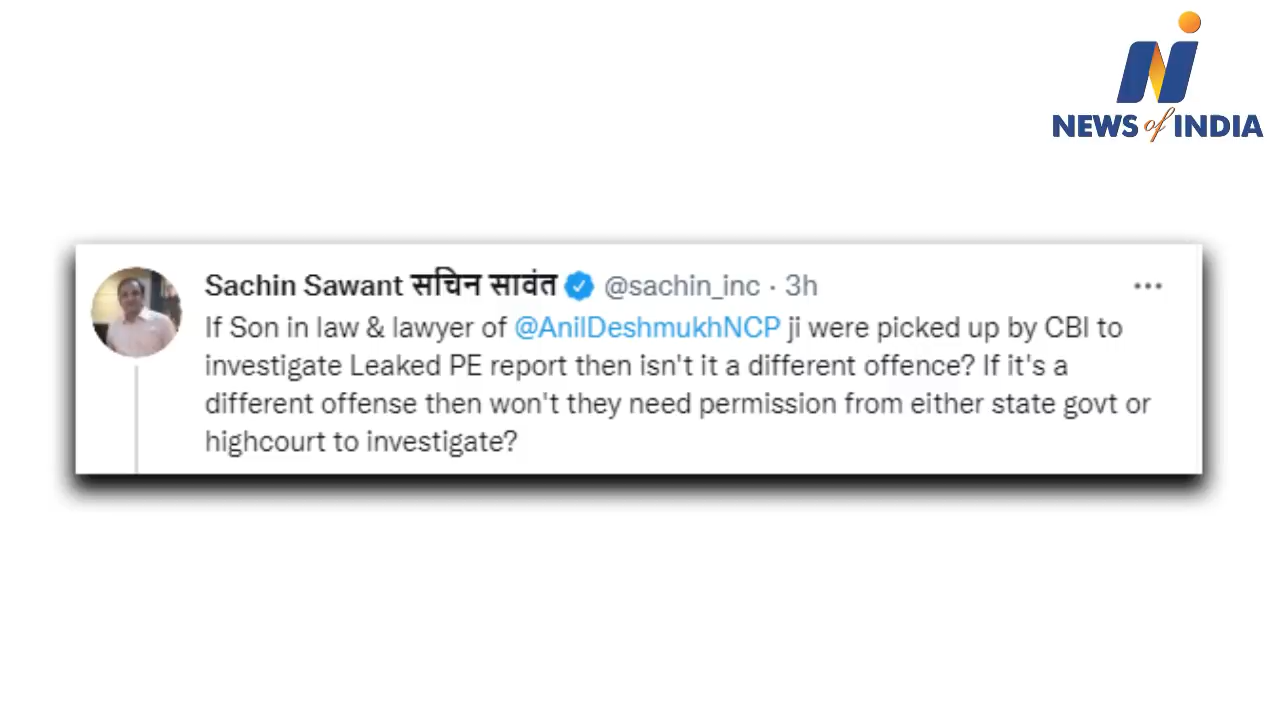 NEWS of INDIA
Sachin Sawant सचिन सावंत @sachin_inc · 3h
If Son in law & lawyer of @AnilDeshmukhNCP ji were picked up by CBI to
investigate Leaked PE report then isn't it a different offence? If it's a
different offense then won't they need permission from either state govt or
highcourt to investigate?